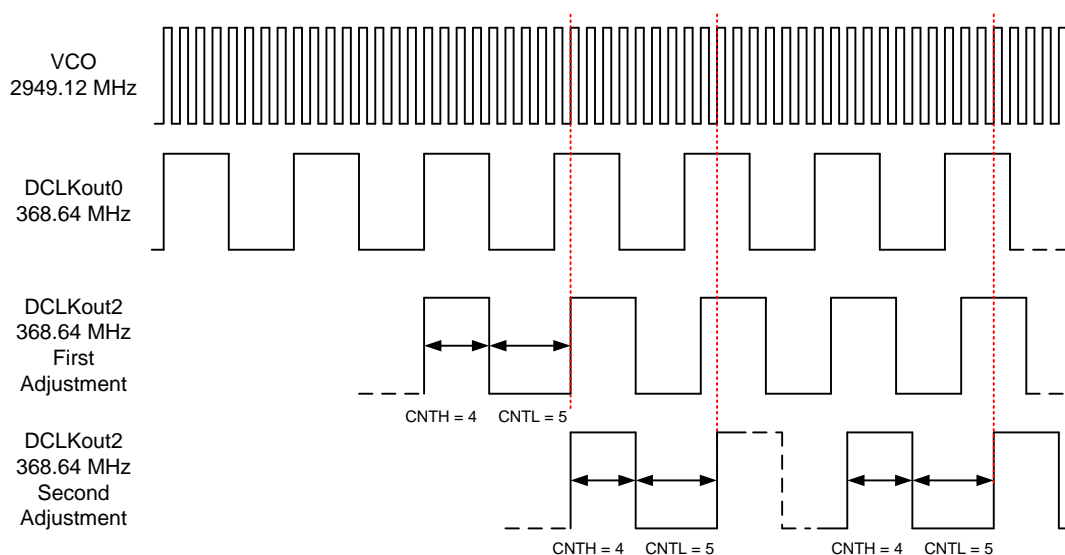 VCO
2949.12 MHz
DCLKout0
368.64 MHz
DCLKout2
368.64 MHz
First
Adjustment
CNTH = 4 CNTL = 5
DCLKout2
368.64 MHz
Second
Adjustment
CNTH = 4 CNTL = 5 CNTH = 4 CNTL = 5